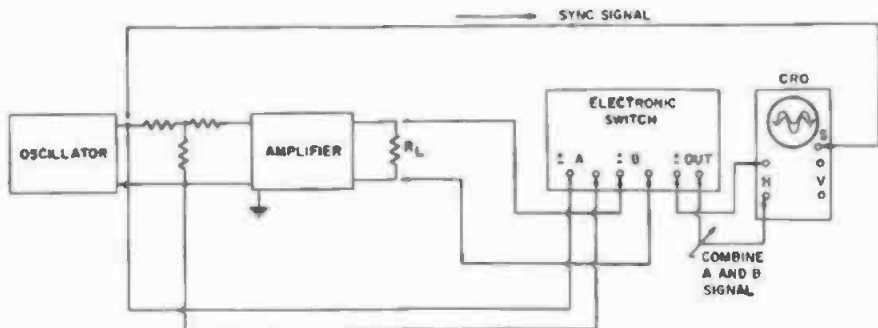 SYNC SIGNAL
CRO
ELECTRONIC
SWITCH
OSCILLATOR
AMPLIFIER
RL
± A ± B ± OUT
S
H
V
COMBINE
A AND B
SIGNAL